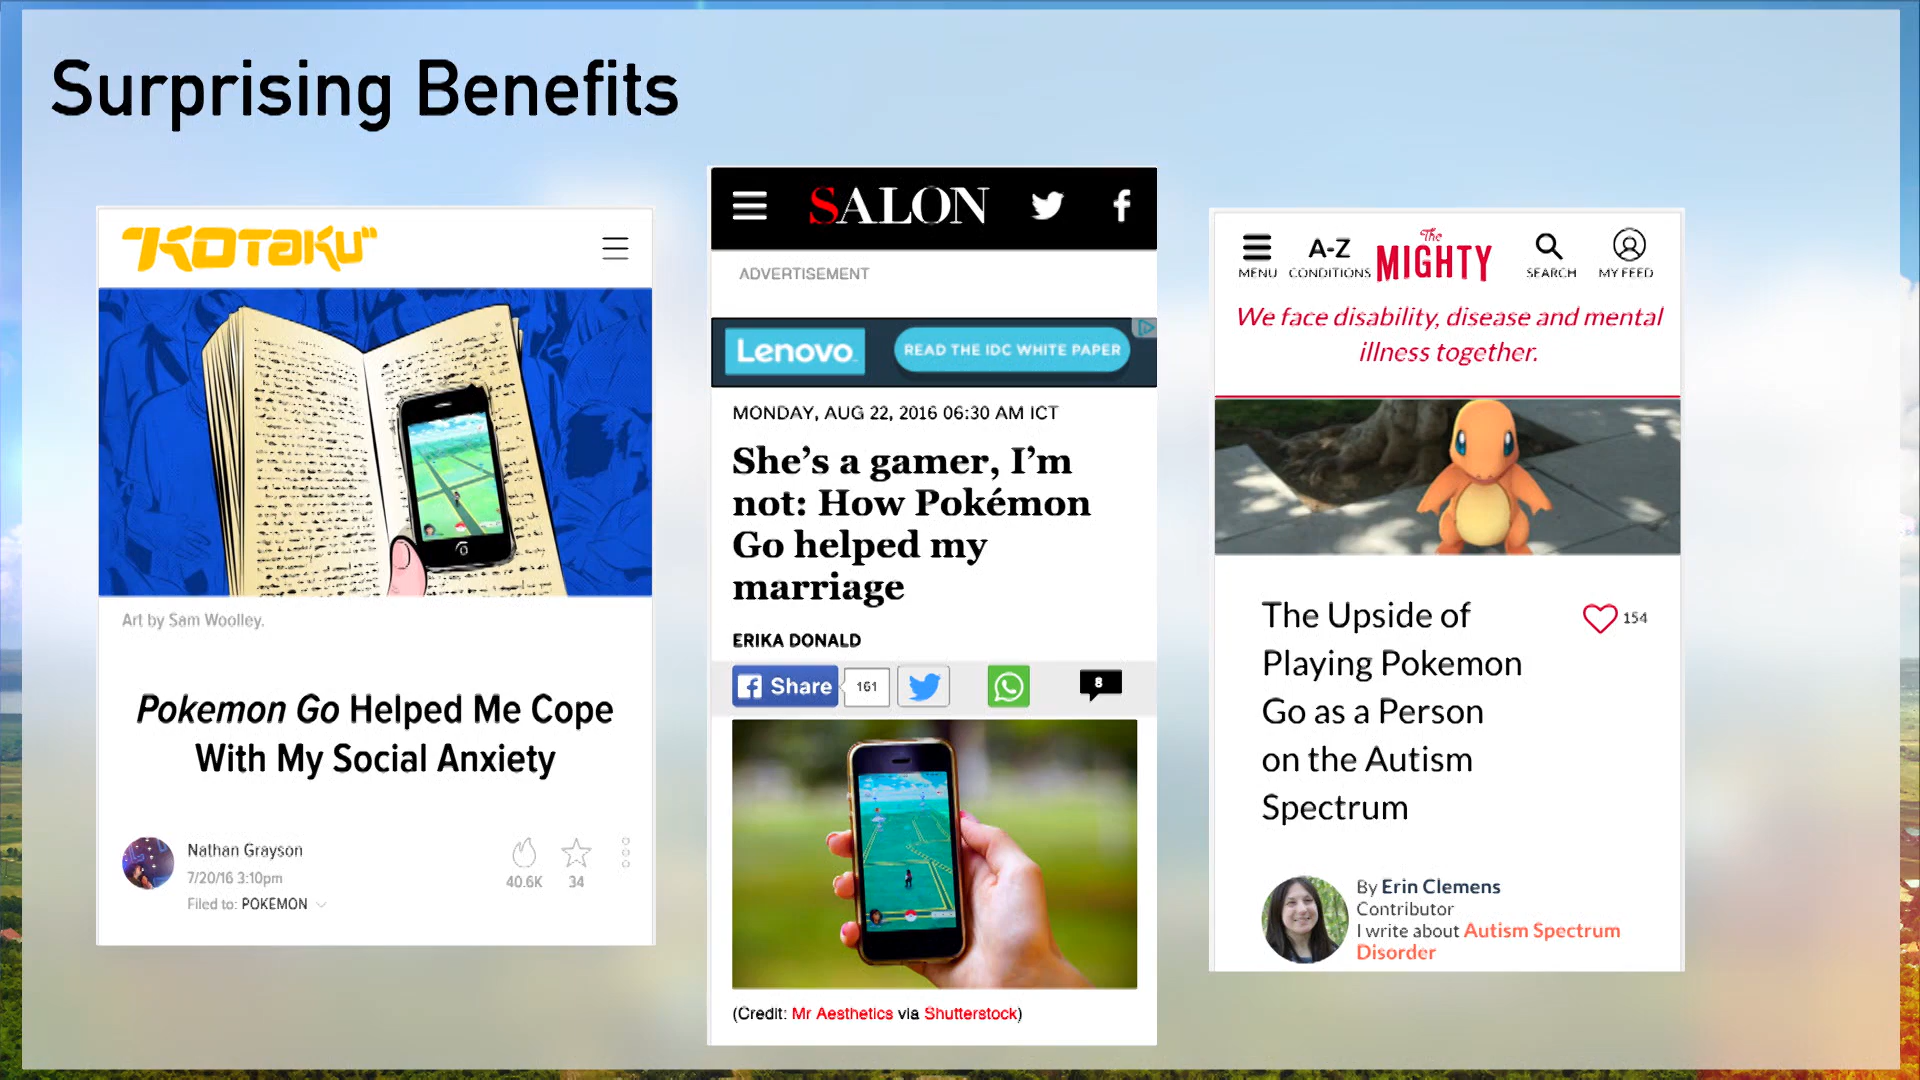 Surprising Benefits
KOTAKU
Art by Sam Woolley.
Pokemon Go Helped Me Cope
With My Social Anxiety
Nathan Grayson
7/20/16 3:10pm
Filed to: POKEMON
40.6K
34
SALON
ADVERTISEMENT
Lenovo
READ THE IDC WHITE PAPER
MONDAY, AUG 22, 2016 06:30 AM ICT
She's a gamer, I'm
not: How Pokémon
Go helped my
marriage
ERIKA DONALD
Share
161
8
(Credit: Mr Aesthetics via Shutterstock)
MENU
A-Z
CONDITIONS
The
MIGHTY
SEARCH
MY FEED
We face disability, disease and mental
illness together.
The Upside of
Playing Pokemon
Go as a Person
on the Autism
Spectrum
154
By Erin Clemens
Contributor
I write about Autism Spectrum
Disorder